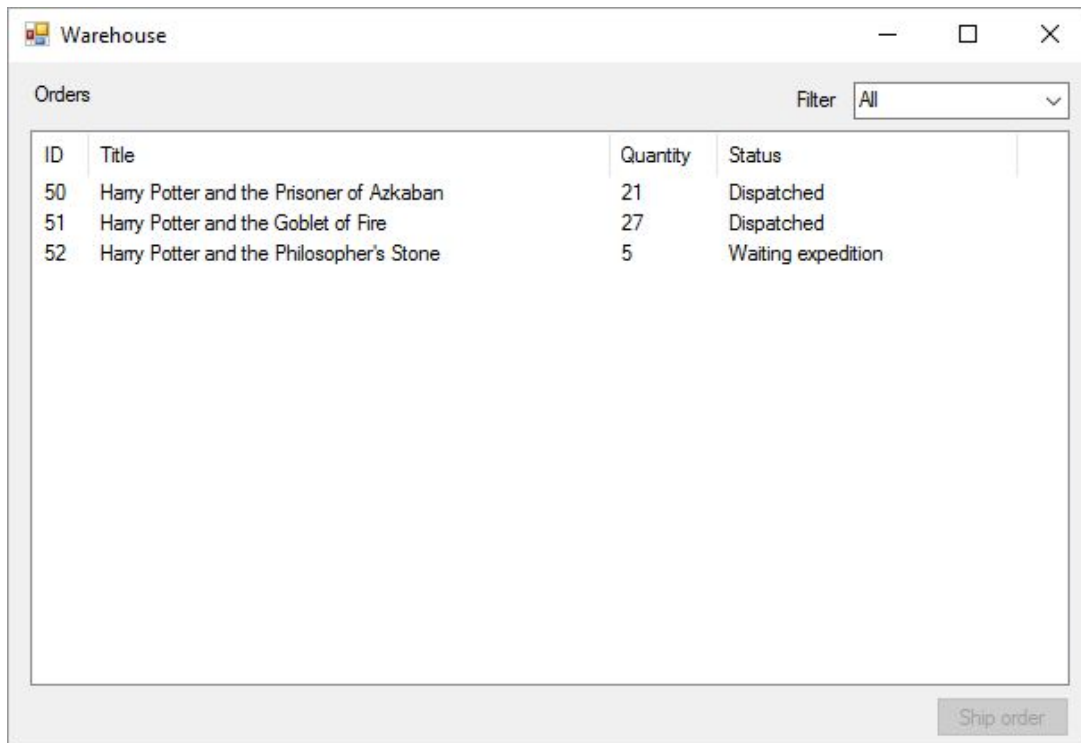 Warehouse
Orders Filter All
ID Title Quantity Status
50 Harry Potter and the Prisoner of Azkaban 21 Dispatched
51 Harry Potter and the Goblet of Fire 27 Dispatched
52 Harry Potter and the Philosopher's Stone 5 Waiting expedition
Ship order